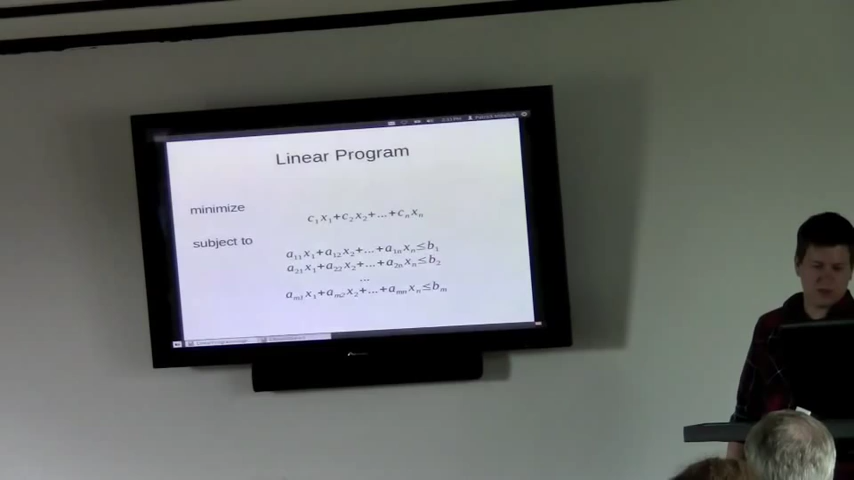 Linear Program
minimize
c₁x₁+c₂x₂+...+cₙxₙ
subject to
a₁₁x₁+a₁₂x₂+...+a₁ₙxₙ≤b₁
a₂₁x₁+a₂₂x₂+...+a₂ₙxₙ≤b₂
...
aₘ₁x₁+aₘ₂x₂+...+aₘₙxₙ≤bₘ